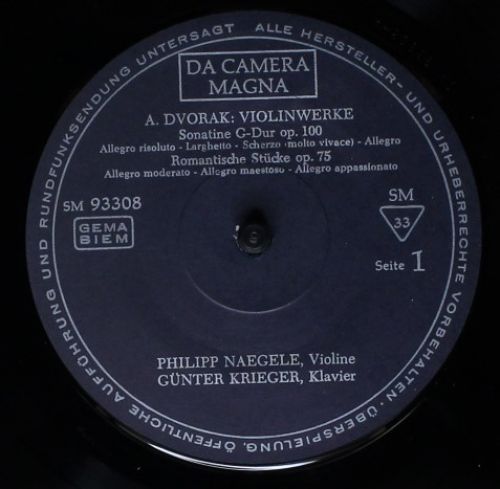 ALLE HERSTELLER- UND URHEBERRECHTE VORBEHALTEN · ÜBERSPIELUNG, ÖFFENTLICHE AUFFÜHRUNG UND RUNDFUNKSENDUNG UNTERSAGT
DA CAMERA
MAGNA
A. DVORAK: VIOLINWERKE
Sonatine G-Dur op. 100
Allegro risoluto - Larghetto - Scherzo (molto vivace) - Allegro
Romantische Stücke op. 75
Allegro moderato - Allegro maestoso - Allegro appassionato
SM 93308
GEMA
BIEM
SM
33
Seite 1
PHILIPP NAEGELE, Violine
GÜNTER KRIEGER, Klavier